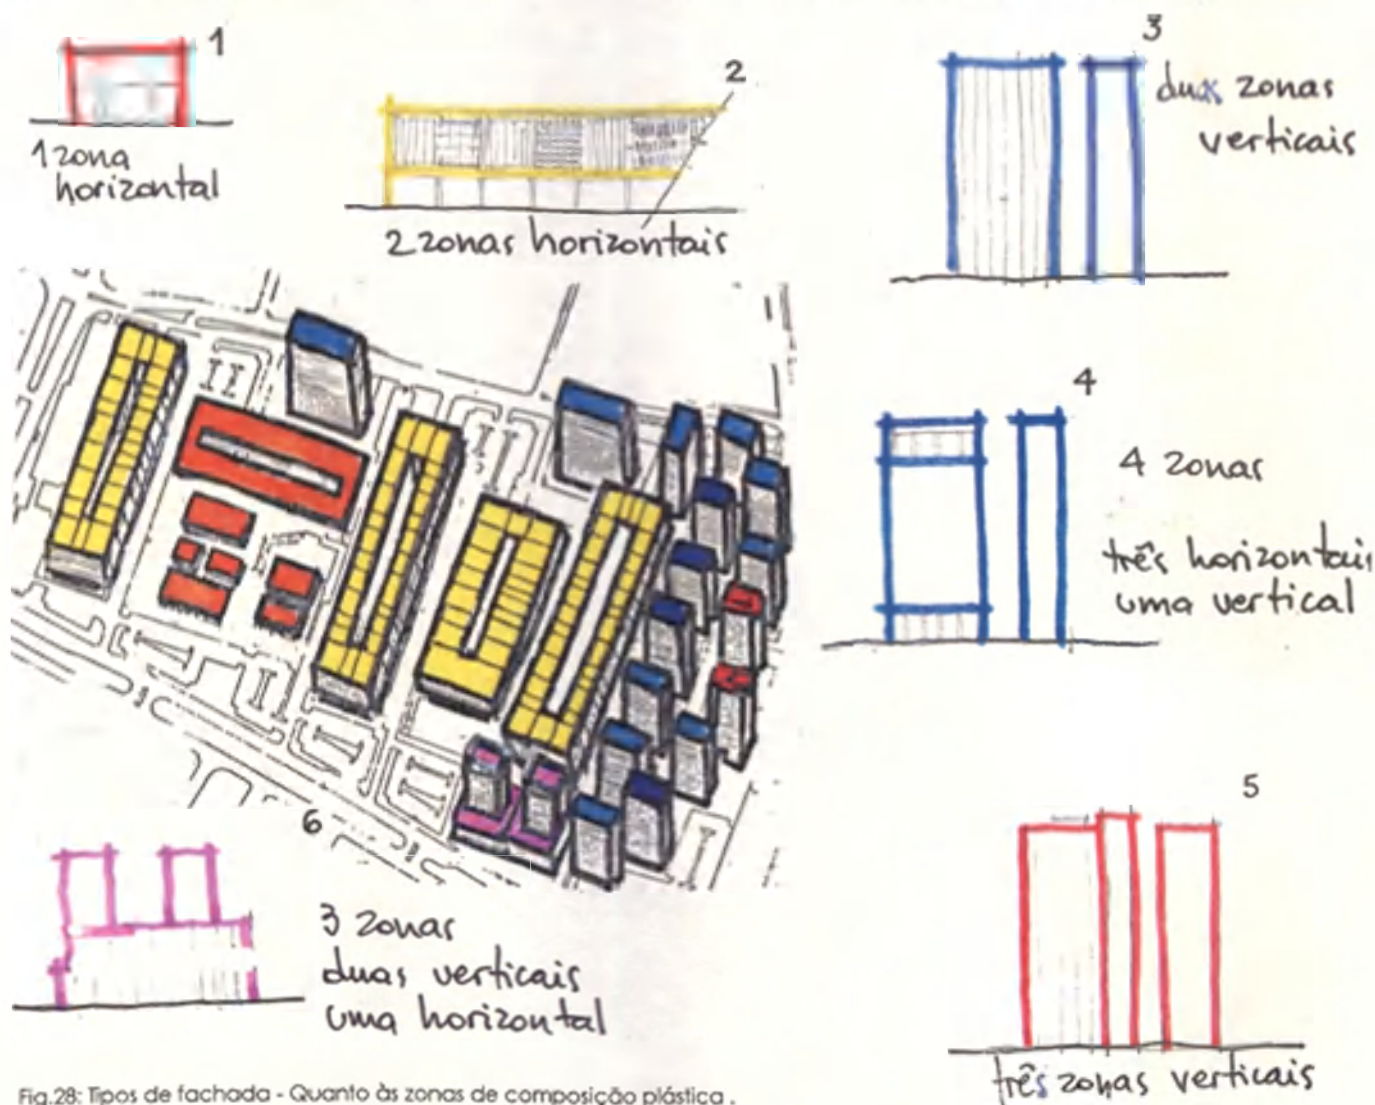 1
1 zona
horizontal
2
2 zonas horizontais
3
duas zonas
verticais
4
4 zonas
três horizontais
uma vertical
5
três zonas verticais
6
3 zonas
duas verticais
uma horizontal
Fig.28: Tipos de fachada - Quanto às zonas de composição plástica .